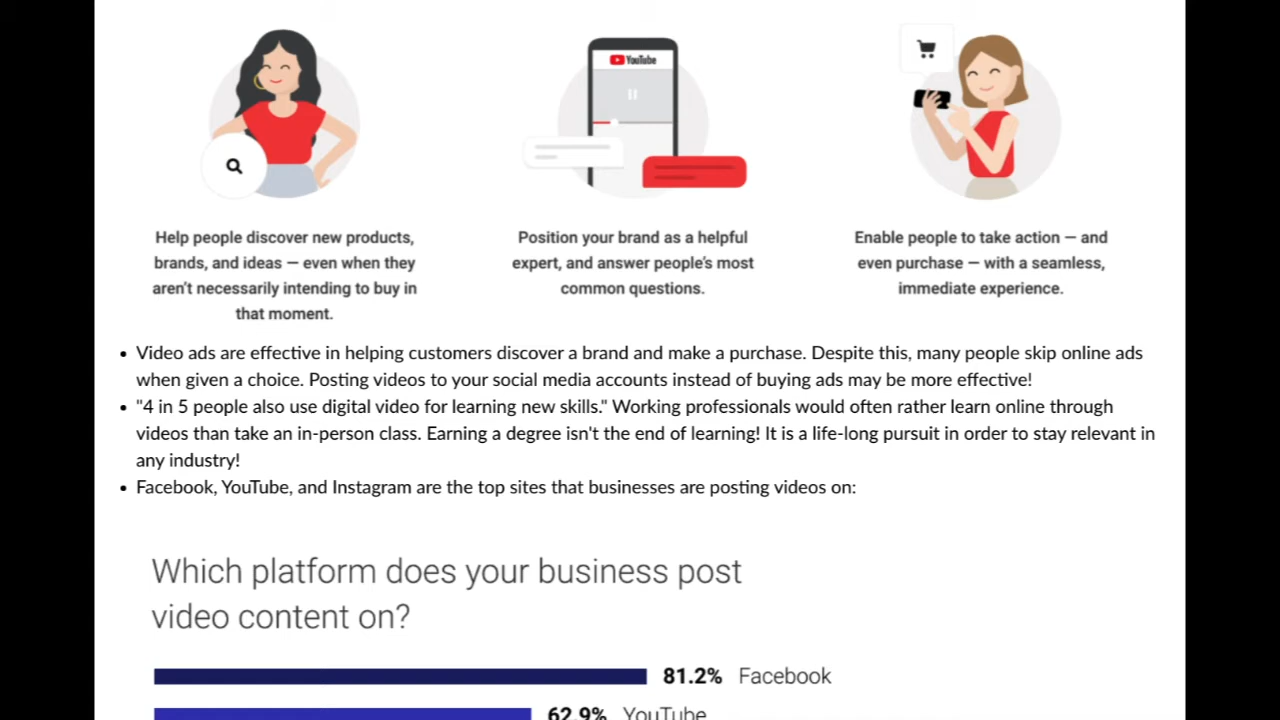 YouTube
Help people discover new products,
brands, and ideas — even when they
aren't necessarily intending to buy in
that moment.
Position your brand as a helpful
expert, and answer people's most
common questions.
Enable people to take action — and
even purchase — with a seamless,
immediate experience.
• Video ads are effective in helping customers discover a brand and make a purchase. Despite this, many people skip online ads
when given a choice. Posting videos to your social media accounts instead of buying ads may be more effective!
• "4 in 5 people also use digital video for learning new skills." Working professionals would often rather learn online through
videos than take an in-person class. Earning a degree isn't the end of learning! It is a life-long pursuit in order to stay relevant in
any industry!
• Facebook, YouTube, and Instagram are the top sites that businesses are posting videos on:
Which platform does your business post
video content on?
81.2% Facebook
62.9% YouTube